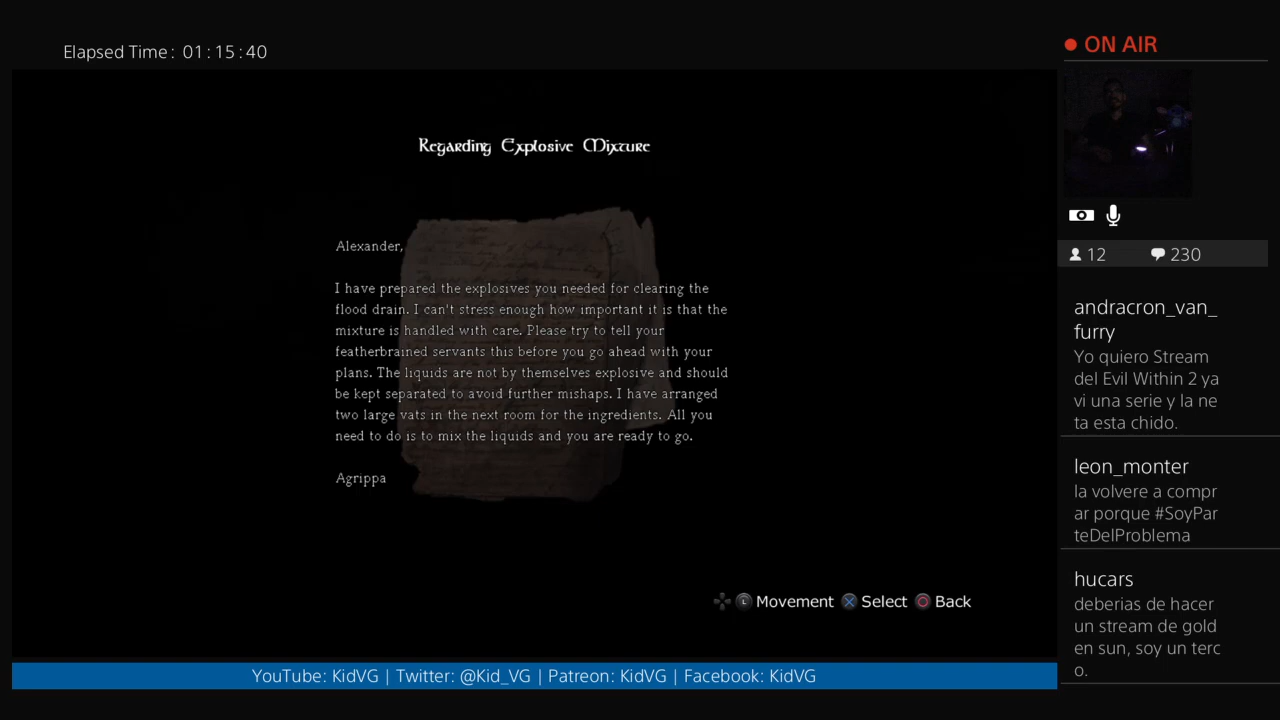 Elapsed Time: 01:15:40
ON AIR
Regarding Explosive Mixture
Alexander,
I have prepared the explosives you needed for clearing the
flood drain. I can't stress enough how important it is that the
mixture is handled with care. Please try to tell your
featherbrained servants this before you go ahead with your
plans. The liquids are not by themselves explosive and should
be kept separated to avoid further mishaps. I have arranged
two large vats in the next room for the ingredients. All you
need to do is to mix the liquids and you are ready to go.
Agrippa
L Movement Select Back
YouTube: KidVG | Twitter: @Kid_VG | Patreon: KidVG | Facebook: KidVG
12 230
andracron_van_
furry
Yo quiero Stream
del Evil Within 2 ya
vi una serie y la ne
ta esta chido.
leon_monter
la volvere a compr
ar porque #SoyPar
teDelProblema
hucars
deberias de hacer
un stream de gold
en sun, soy un terc
o.